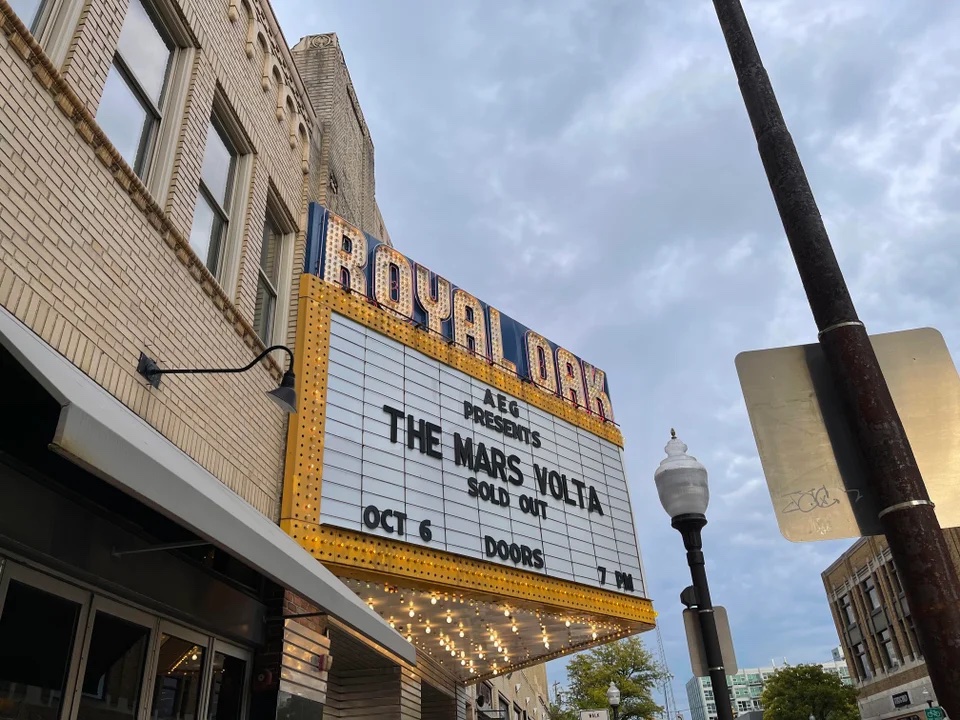 ROYAL OAK
AEG
PRESENTS
THE MARS VOLTA
SOLD OUT
OCT 6 DOORS 7 PM